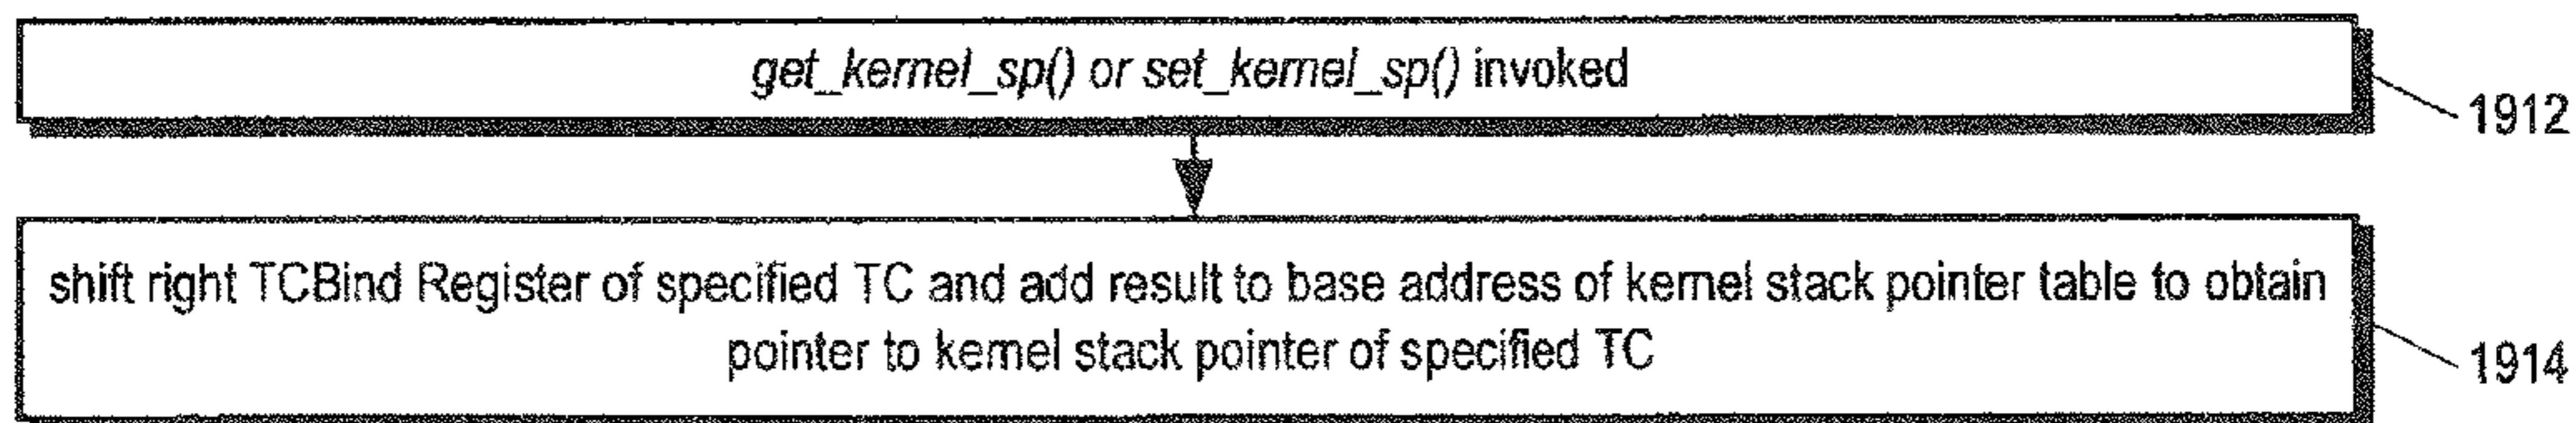 get_kernel_sp() or set_kernel_sp() invoked
1912
shift right TCBind Register of specified TC and add result to base address of kernel stack pointer table to obtain
pointer to kernel stack pointer of specified TC
1914